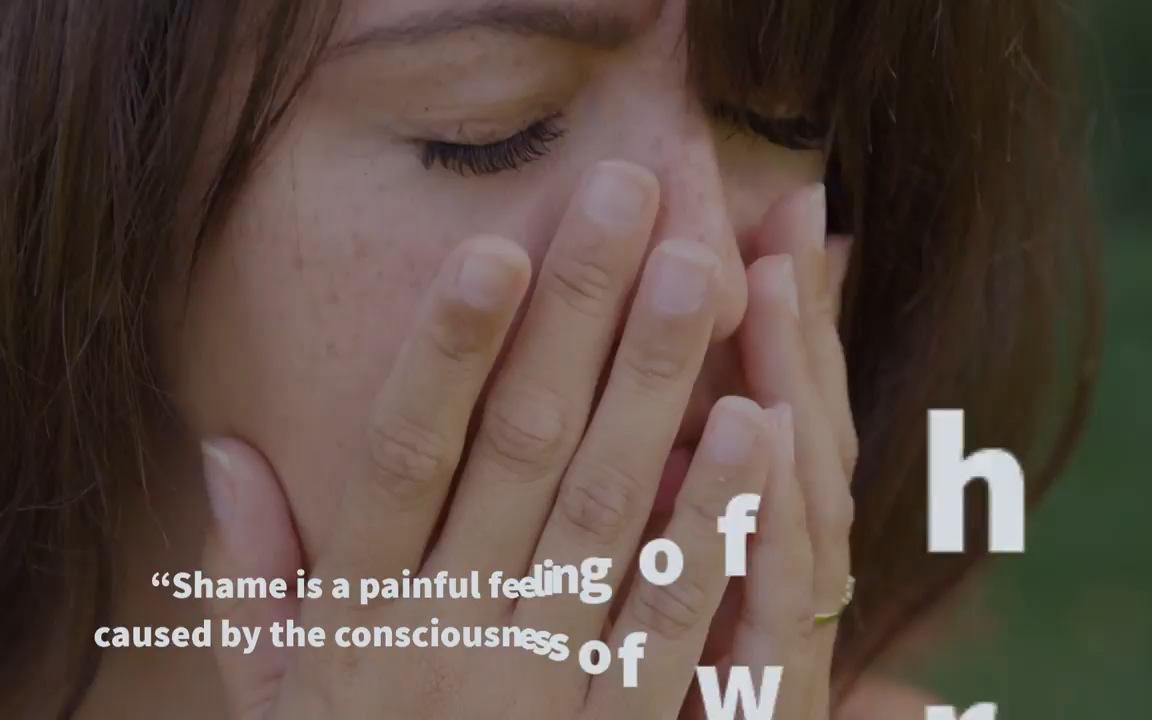 “Shame is a painful feeling of h
caused by the consciousness of w r